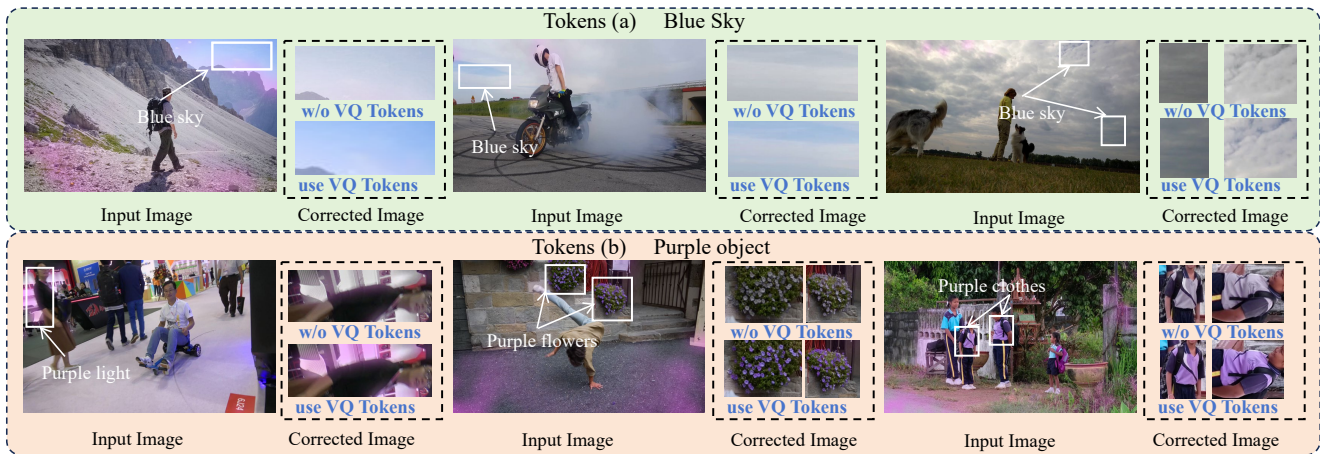 Tokens (a) Blue Sky
Blue sky
w/o VQ Tokens
use VQ Tokens
Input Image
Corrected Image
Blue sky
w/o VQ Tokens
use VQ Tokens
Input Image
Corrected Image
Blue sky
w/o VQ Tokens
use VQ Tokens
Input Image
Corrected Image
Tokens (b) Purple object
Purple light
w/o VQ Tokens
use VQ Tokens
Input Image
Corrected Image
Purple flowers
w/o VQ Tokens
use VQ Tokens
Input Image
Corrected Image
Purple clothes
w/o VQ Tokens
use VQ Tokens
Input Image
Corrected Image